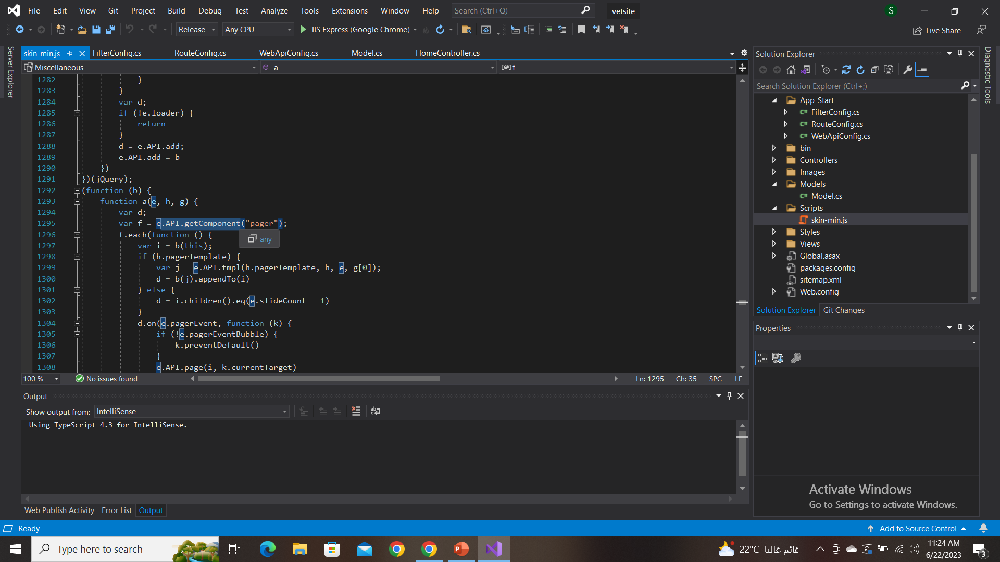 File Edit View Git Project Build Debug Test Analyze Tools Extensions Window Help Search (Ctrl+Q) vetsite S
Release Any CPU IIS Express (Google Chrome) Live Share
Server Explorer
skin-min.js FilterConfig.cs RouteConfig.cs WebApiConfig.cs Model.cs HomeController.cs
Miscellaneous a f
1282 }
1283 }
1284 var d;
1285 if (!e.loader) {
1286 return
1287 }
1288 d = e.API.add;
1289 e.API.add = b
1290 })
1291 })(jQuery);
1292 (function (b) {
1293 function a(e, h, g) {
1294 var d;
1295 var f = e.API.getComponent("pager");
1296 f.each(function () {
any
1297 var i = b(this);
1298 if (h.pagerTemplate) {
1299 var j = e.API.tmpl(h.pagerTemplate, h, e, g[0]);
1300 d = b(j).appendTo(i)
1301 } else {
1302 d = i.children().eq(e.slideCount - 1)
1303 }
1304 d.on(e.pagerEvent, function (k) {
1305 if (!e.pagerEventBubble) {
1306 k.preventDefault()
1307 }
1308 e.API.page(i, k.currentTarget)
100 % No issues found Ln: 1295 Ch: 35 SPC LF
Output
Show output from: IntelliSense
Using TypeScript 4.3 for IntelliSense.
Web Publish Activity Error List Output
Solution Explorer
Search Solution Explorer (Ctrl+;)
App_Start
FilterConfig.cs
RouteConfig.cs
WebApiConfig.cs
bin
Controllers
Images
Models
Model.cs
Scripts
skin-min.js
Styles
Views
Global.asax
packages.config
sitemap.xml
Web.config
Solution Explorer Git Changes
Properties
Diagnostic Tools
Activate Windows
Go to Settings to activate Windows.
Ready Add to Source Control
Type here to search 22°C غائم غالبًا 11:24 AM
6/22/2023 3